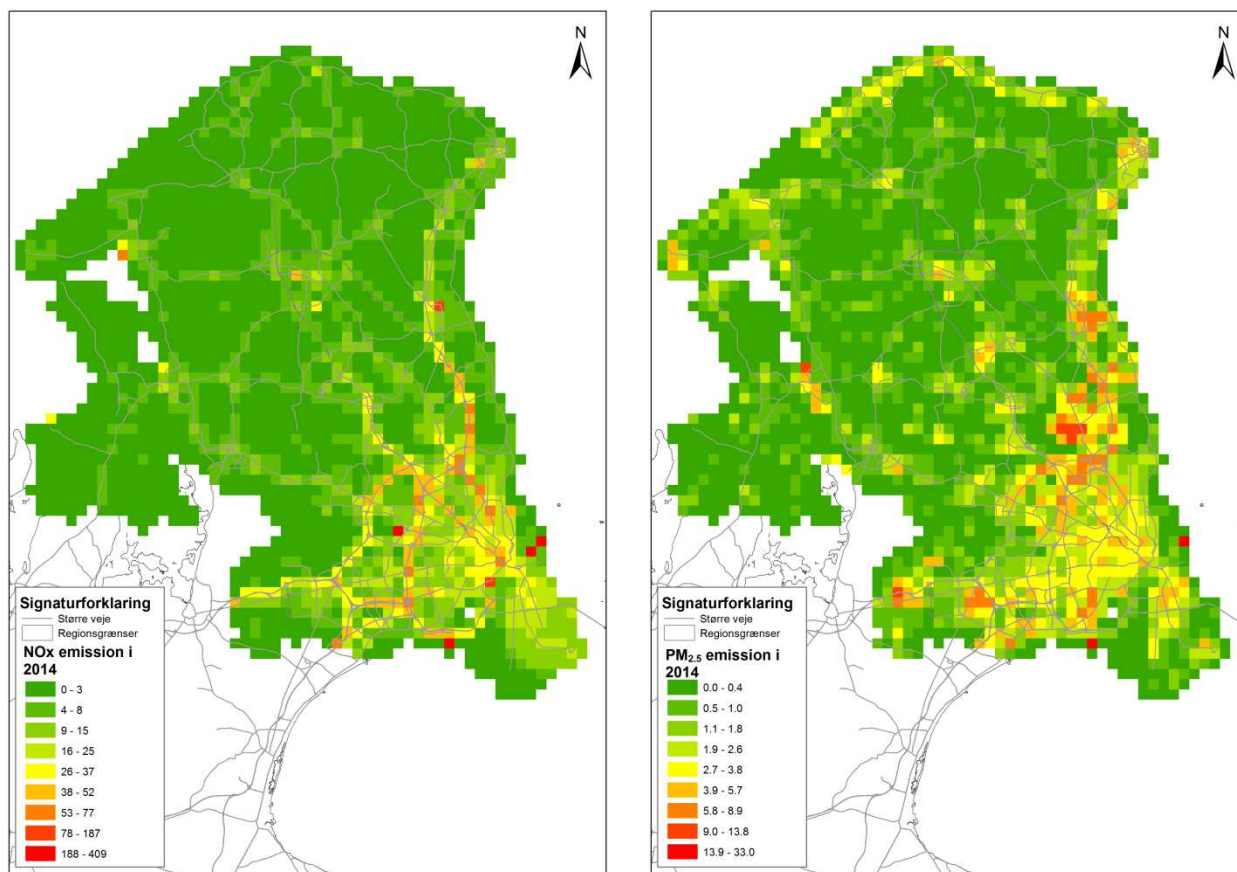 N
Signaturforklaring
Større veje
Regionsgrænser
NOx emission i
2014
0 - 3
4 - 8
9 - 15
16 - 25
26 - 37
38 - 52
53 - 77
78 - 187
188 - 409
N
Signaturforklaring
Større veje
Regionsgrænser
PM2.5 emission i
2014
0.0 - 0.4
0.5 - 1.0
1.1 - 1.8
1.9 - 2.6
2.7 - 3.8
3.9 - 5.7
5.8 - 8.9
9.0 - 13.8
13.9 - 33.0